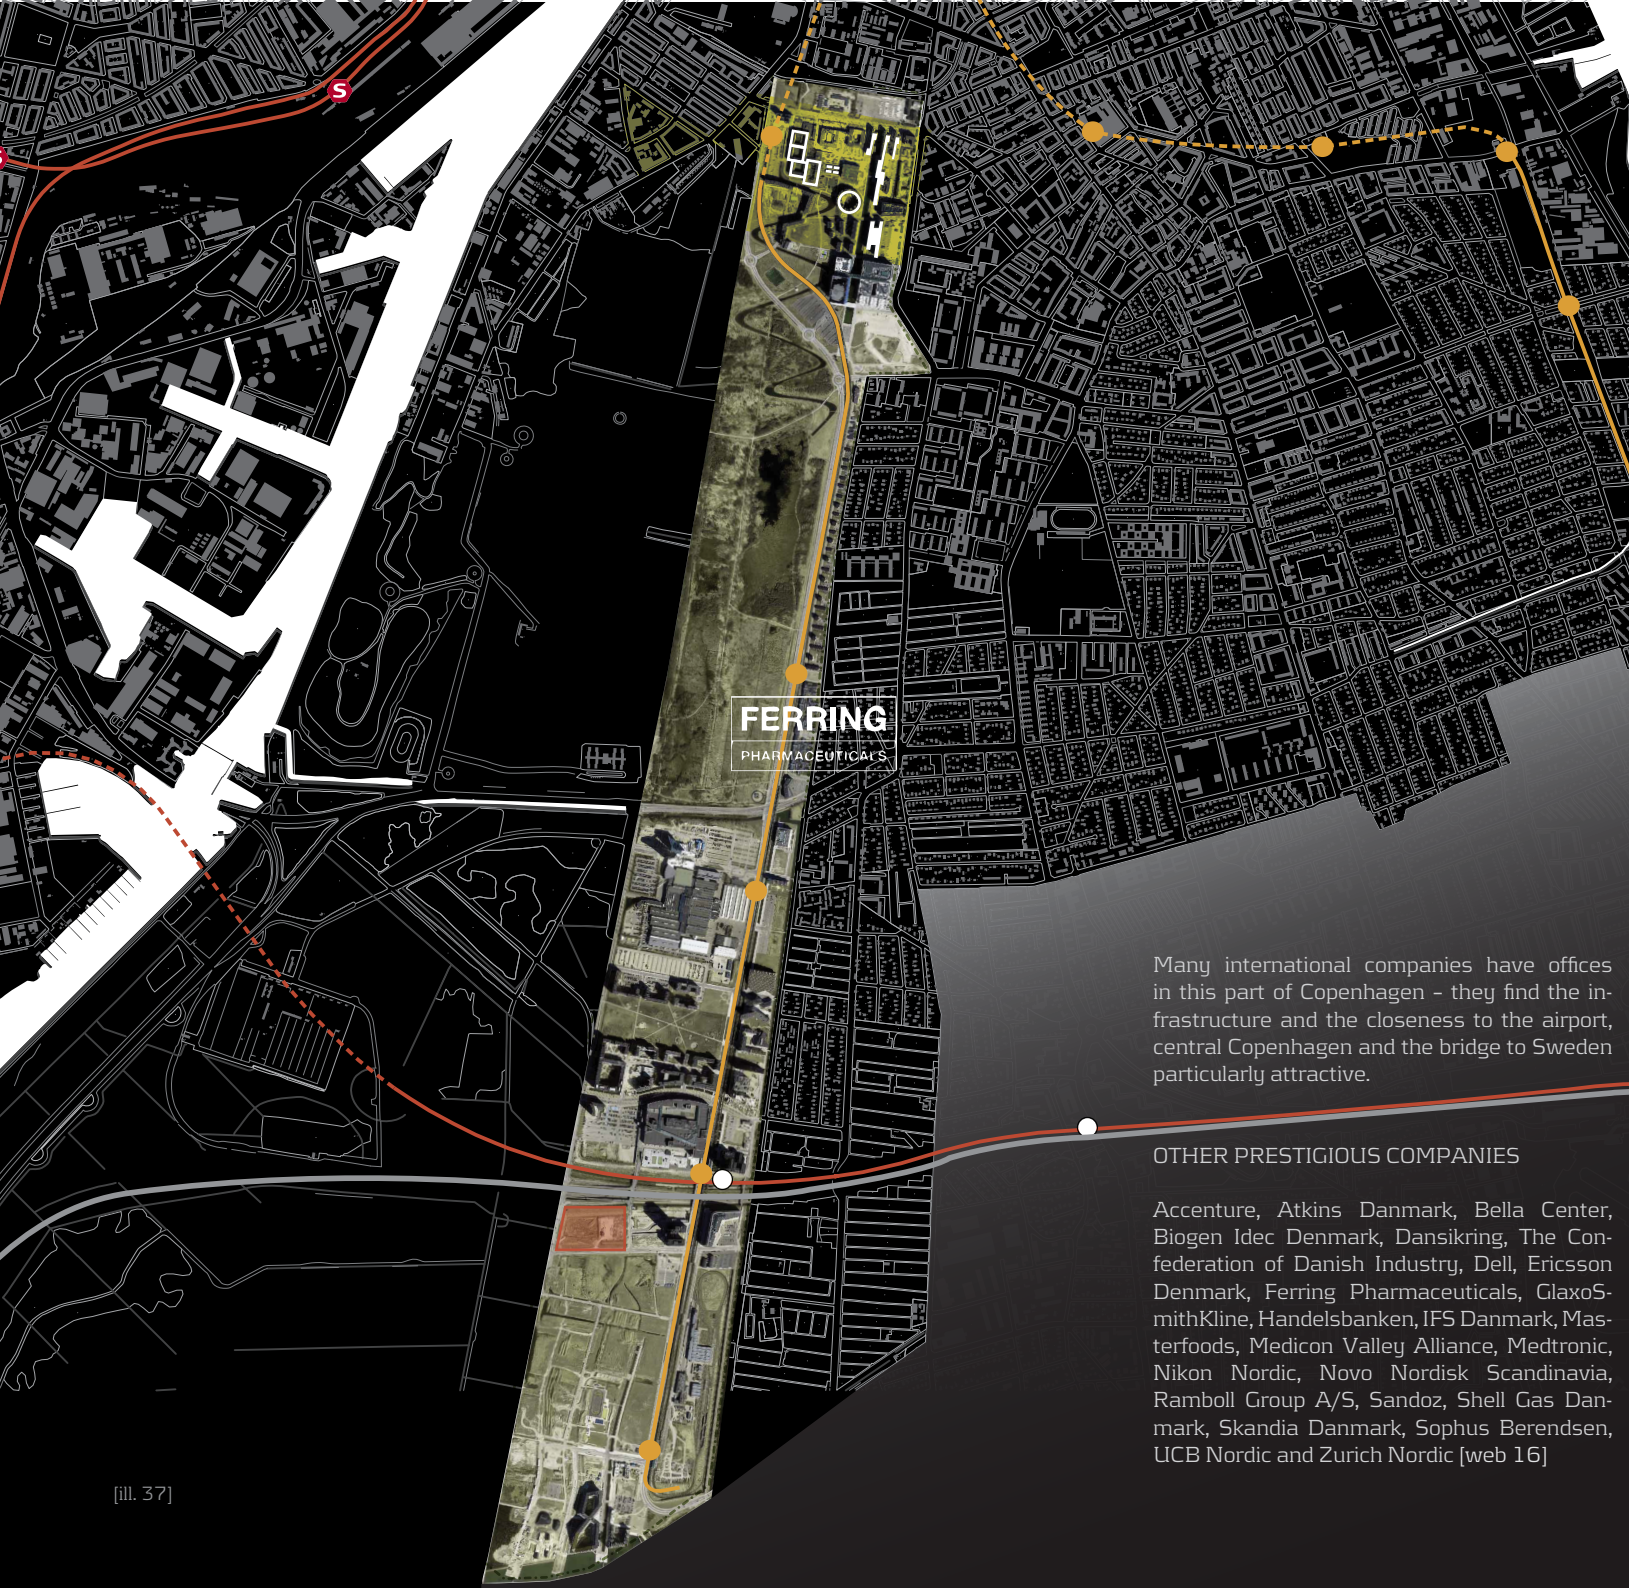 S
FERRING
PHARMACEUTICALS
Many international companies have offices
in this part of Copenhagen – they find the in-
frastructure and the closeness to the airport,
central Copenhagen and the bridge to Sweden
particularly attractive.
OTHER PRESTIGIOUS COMPANIES
Accenture, Atkins Danmark, Bella Center,
Biogen Idec Denmark, Dansikring, The Con-
federation of Danish Industry, Dell, Ericsson
Denmark, Ferring Pharmaceuticals, GlaxoS-
mithKline, Handelsbanken, IFS Danmark, Mas-
terfoods, Medicon Valley Alliance, Medtronic,
Nikon Nordic, Novo Nordisk Scandinavia,
Ramboll Group A/S, Sandoz, Shell Gas Dan-
mark, Skandia Danmark, Sophus Berendsen,
UCB Nordic and Zurich Nordic [web 16]
[ill. 37]